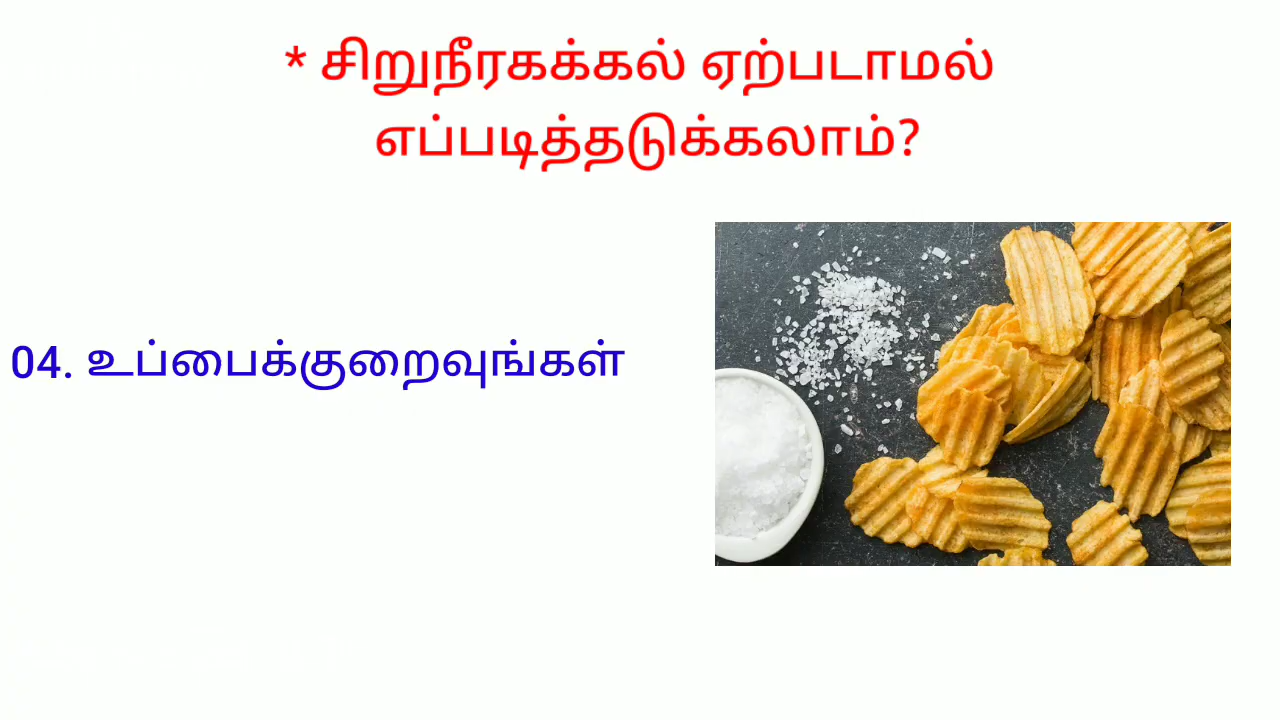 * சிறுநீரகக்கல் ஏற்படாமல்
எப்படித்தடுக்கலாம்?
04. உப்பைக்குறைவுங்கள்